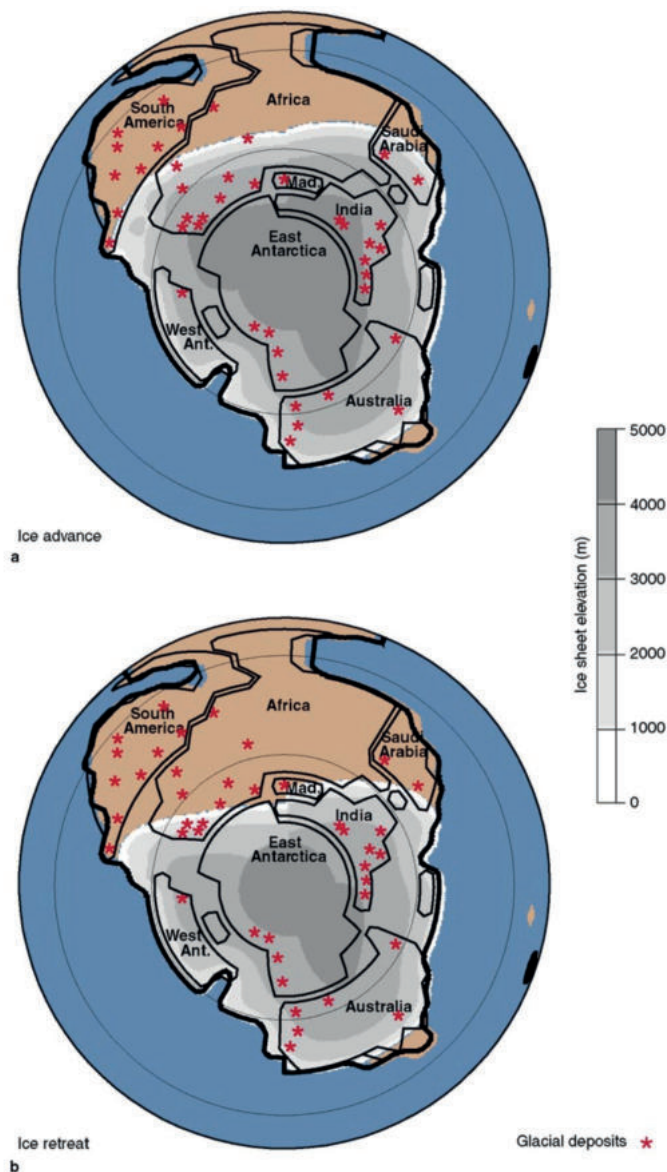 South
America
Africa
Saudi
Arabia
Mad.
India
East
Antarctica
West
Ant.
Australia
Ice advance
a
5000
4000
3000
2000
1000
0
Ice sheet elevation (m)
South
America
Africa
Saudi
Arabia
Mad.
India
East
Antarctica
West
Ant.
Australia
Ice retreat
b
Glacial deposits